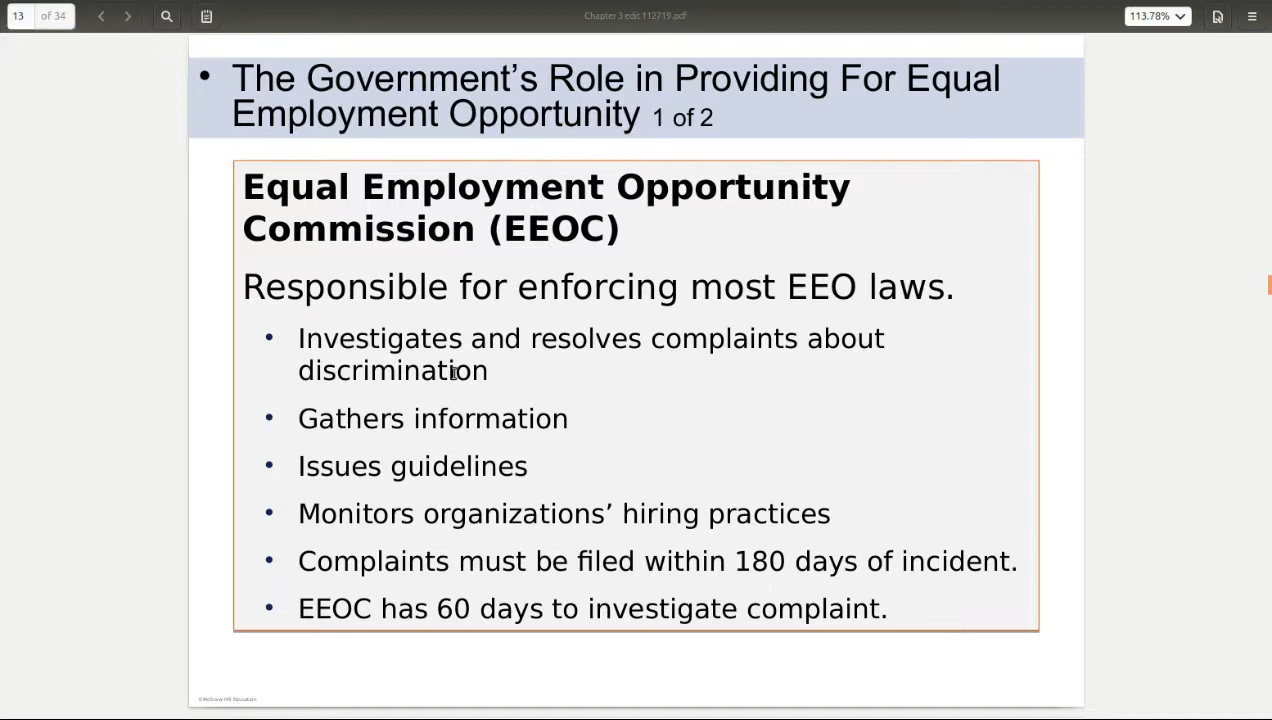 13 of 34
Chapter 3 edit 112719.pdf
113.78%
• The Government’s Role in Providing For Equal
Employment Opportunity 1 of 2
Equal Employment Opportunity
Commission (EEOC)
Responsible for enforcing most EEO laws.
• Investigates and resolves complaints about
discrimination
• Gathers information
• Issues guidelines
• Monitors organizations’ hiring practices
• Complaints must be filed within 180 days of incident.
• EEOC has 60 days to investigate complaint.
©McGraw-Hill Education